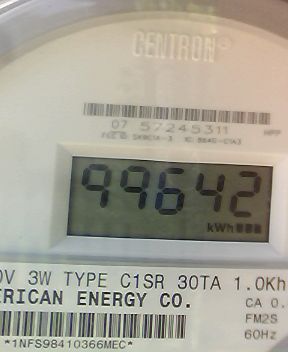 CENTRON®
07 57245311
99642
kWh
0V 3W TYPE C1SR 30TA 1.0Kh
ERICAN ENERGY CO.
CA 0.
FM2S
60Hz
*1NFS98410366MEC*